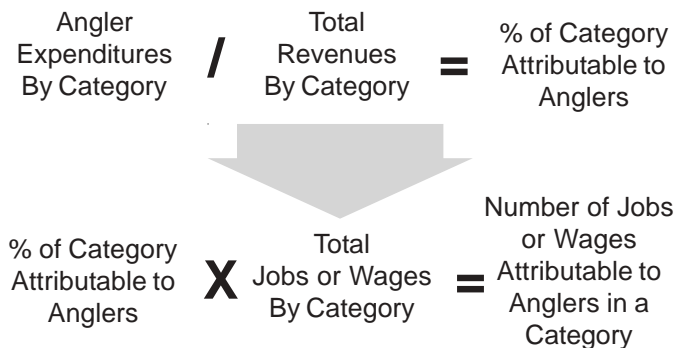 Angler
Expenditures
By Category
/
Total
Revenues
By Category
=
% of Category
Attributable to
Anglers
% of Category
Attributable to
Anglers
X
Total
Jobs or Wages
By Category
=
Number of Jobs
or Wages
Attributable to
Anglers in a
Category